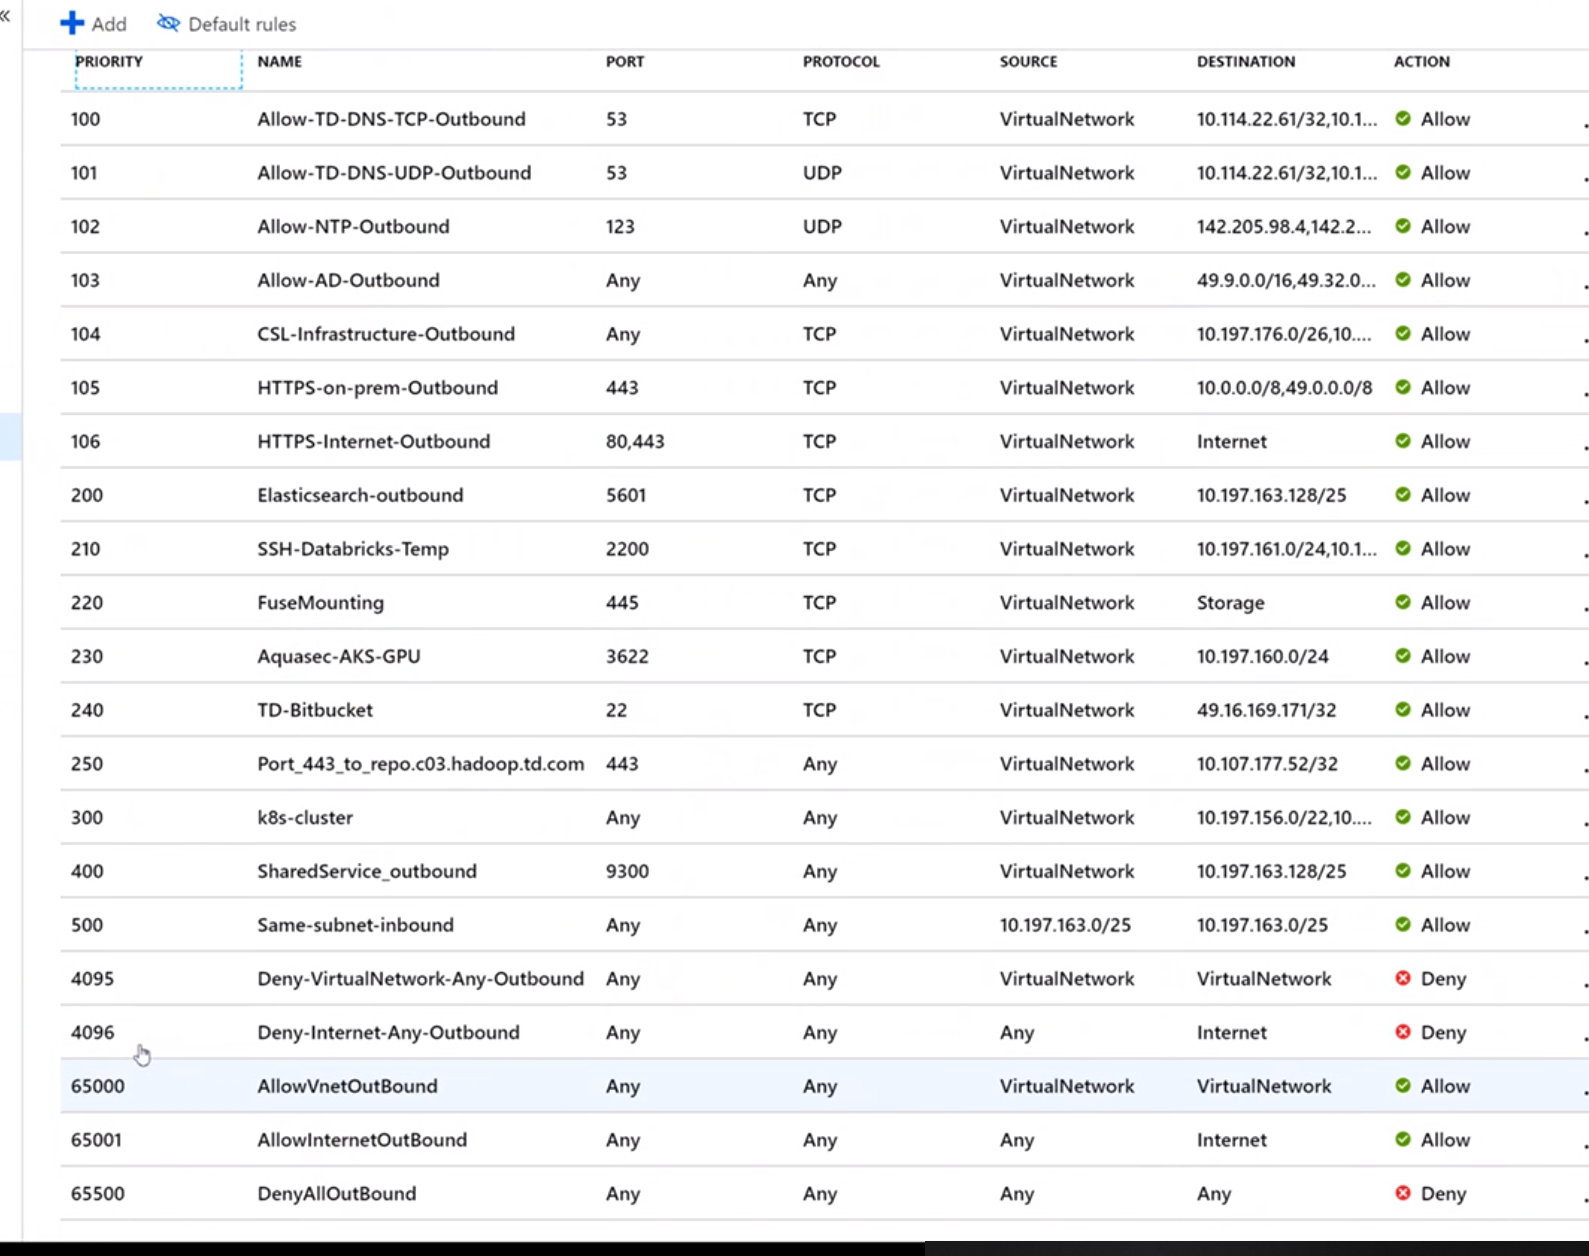 « Add Default rules
PRIORITY NAME PORT PROTOCOL SOURCE DESTINATION ACTION
100 Allow-TD-DNS-TCP-Outbound 53 TCP VirtualNetwork 10.114.22.61/32,10.1... Allow
101 Allow-TD-DNS-UDP-Outbound 53 UDP VirtualNetwork 10.114.22.61/32,10.1... Allow
102 Allow-NTP-Outbound 123 UDP VirtualNetwork 142.205.98.4,142.2... Allow
103 Allow-AD-Outbound Any Any VirtualNetwork 49.9.0.0/16,49.32.0... Allow
104 CSL-Infrastructure-Outbound Any TCP VirtualNetwork 10.197.176.0/26,10.... Allow
105 HTTPS-on-prem-Outbound 443 TCP VirtualNetwork 10.0.0.0/8,49.0.0.0/8 Allow
106 HTTPS-Internet-Outbound 80,443 TCP VirtualNetwork Internet Allow
200 Elasticsearch-outbound 5601 TCP VirtualNetwork 10.197.163.128/25 Allow
210 SSH-Databricks-Temp 2200 TCP VirtualNetwork 10.197.161.0/24,10.1... Allow
220 FuseMounting 445 TCP VirtualNetwork Storage Allow
230 Aquasec-AKS-GPU 3622 TCP VirtualNetwork 10.197.160.0/24 Allow
240 TD-Bitbucket 22 TCP VirtualNetwork 49.16.169.171/32 Allow
250 Port_443_to_repo.c03.hadoop.td.com 443 Any VirtualNetwork 10.107.177.52/32 Allow
300 k8s-cluster Any Any VirtualNetwork 10.197.156.0/22,10.... Allow
400 SharedService_outbound 9300 Any VirtualNetwork 10.197.163.128/25 Allow
500 Same-subnet-inbound Any Any 10.197.163.0/25 10.197.163.0/25 Allow
4095 Deny-VirtualNetwork-Any-Outbound Any Any VirtualNetwork VirtualNetwork Deny
4096 Deny-Internet-Any-Outbound Any Any Any Internet Deny
65000 AllowVnetOutBound Any Any VirtualNetwork VirtualNetwork Allow
65001 AllowInternetOutBound Any Any Any Internet Allow
65500 DenyAllOutBound Any Any Any Any Deny